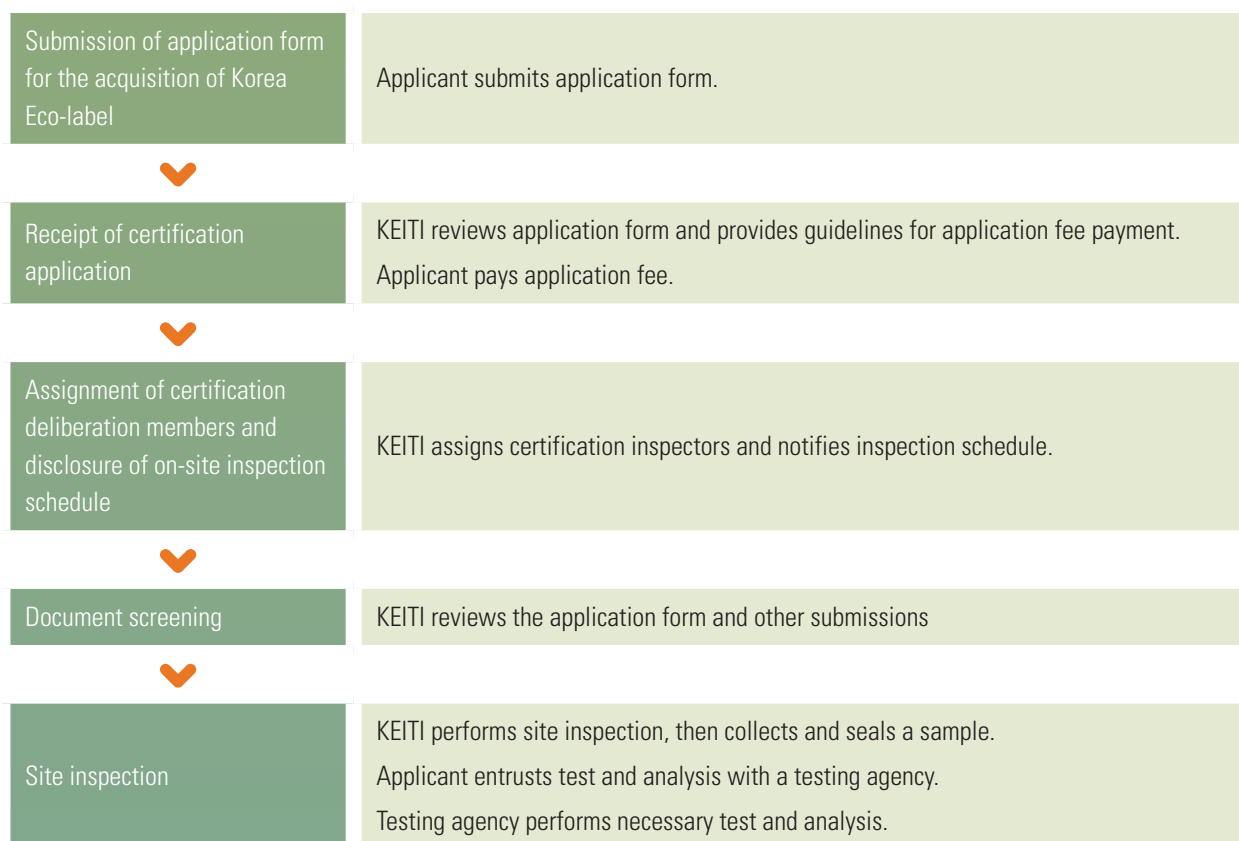 Submission of application form
for the acquisition of Korea
Eco-label
Applicant submits application form.
Receipt of certification
application
KEITI reviews application form and provides guidelines for application fee payment.
Applicant pays application fee.
Assignment of certification
deliberation members and
disclosure of on-site inspection
schedule
KEITI assigns certification inspectors and notifies inspection schedule.
Document screening
KEITI reviews the application form and other submissions
Site inspection
KEITI performs site inspection, then collects and seals a sample.
Applicant entrusts test and analysis with a testing agency.
Testing agency performs necessary test and analysis.